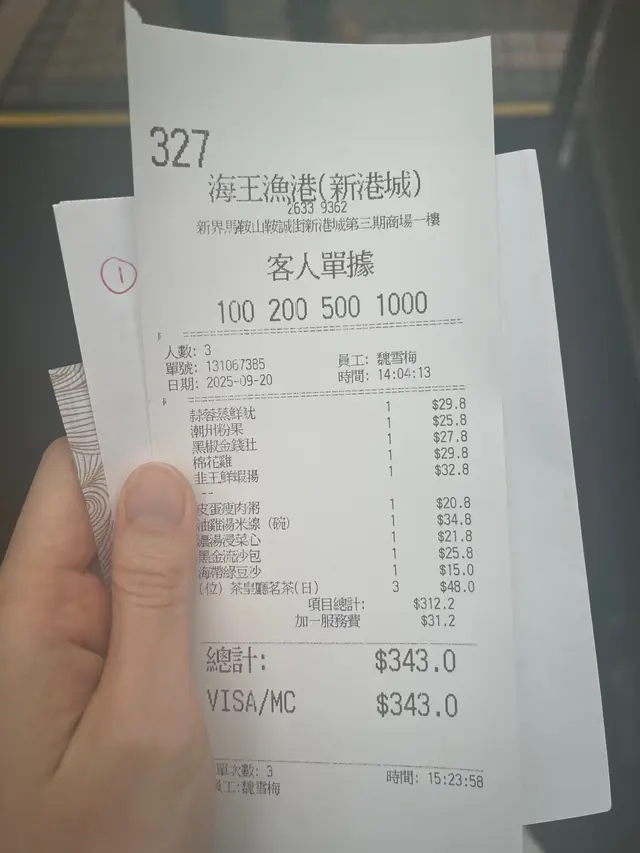 327
海王漁港(新港城)
2633 9362
新界馬鞍山鞍誠街新港城第三期商場一樓
客人單據
100 200 500 1000
人數: 3
單號: 131067385 員工: 魏雪梅
日期: 2025-09-20 時間: 14:04:13
蒜蓉蒸鮮魷 1 $29.8
潮州粉果 1 $25.8
黑椒金錢肚 1 $27.8
棉花雞 1 $29.8
韭王鮮蝦腸 1 $32.8
--
皮蛋瘦肉粥 1 $20.8
油雞湯米線 (碗) 1 $34.8
濃湯浸菜心 1 $21.8
黑金流沙包 1 $25.8
海帶綠豆沙 1 $15.0
(位) 茶皇廳茗茶(日) 3 $48.0
項目總計: $312.2
加一服務費 $31.2
總計: $343.0
VISA/MC $343.0
單次數: 3 時間: 15:23:58
員工:魏雪梅
1